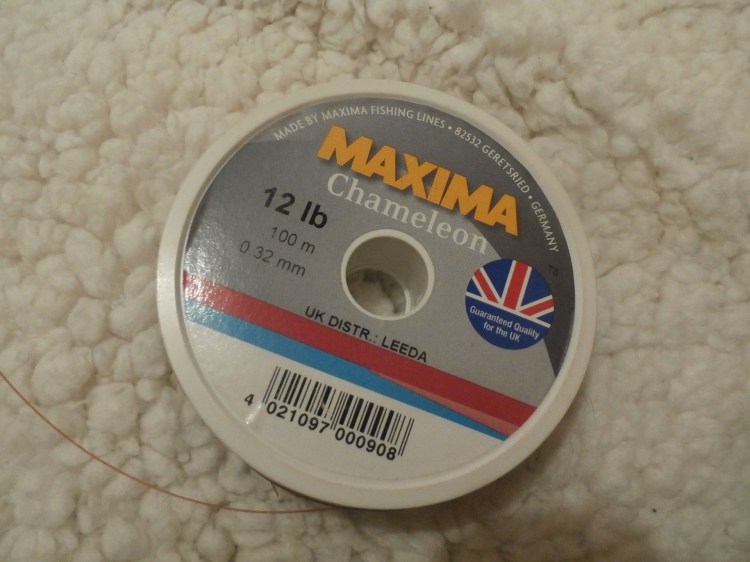 MADE BY MAXIMA FISHING LINES • 82532 GERETSRIED • GERMANY
MAXIMA
Chameleon
12 lb
100 m
0.32 mm
Guaranteed Quality
for the UK
UK DISTR.: LEEDA
4 021097 000908